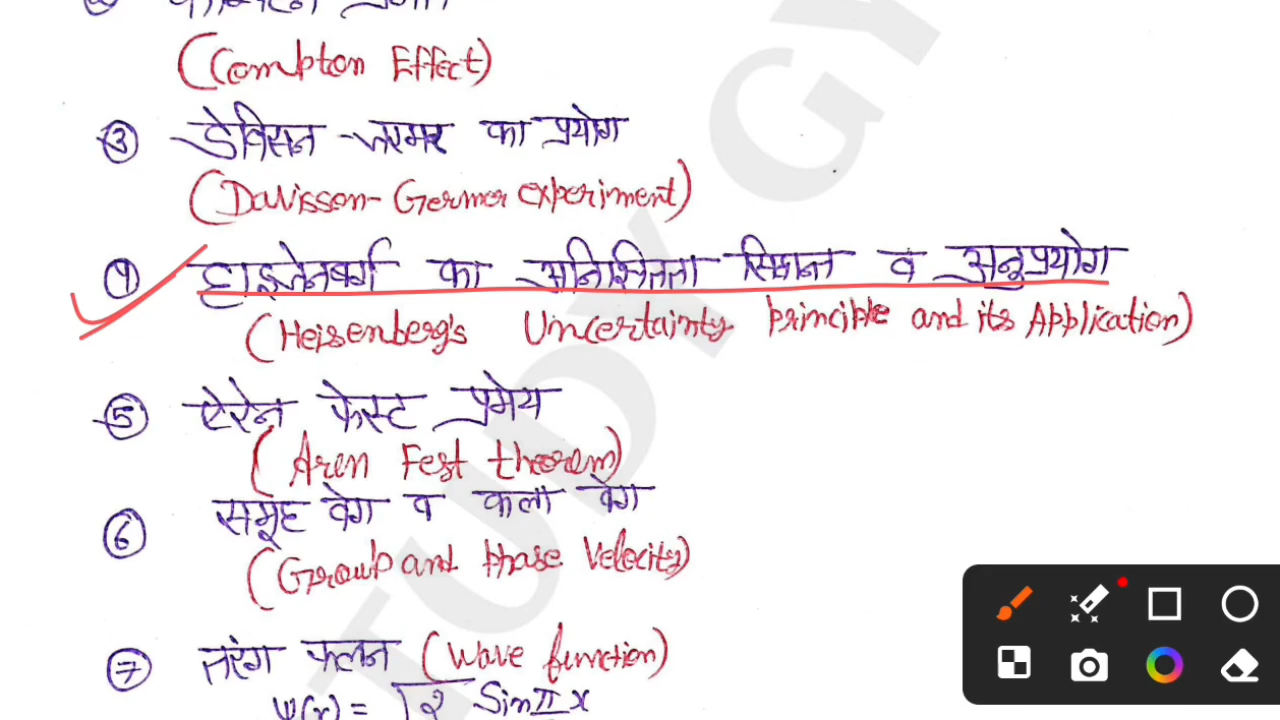 (Compton Effect)
③ डेविसन-जरमर का प्रयोग
(Davisson-Germer experiment)
④ हाइजेनबर्ग का अनिश्चितता सिद्धान्त व अनुप्रयोग
(Heisenberg's Uncertainty principle and its Application)
⑤ ऐरेन फेस्ट प्रमेय
(Aren Fest theorem)
⑥ समूह वेग व कला वेग
(Group and Phase Velocity)
⑦ तरंग फलन (Wave function)
STUDY GY